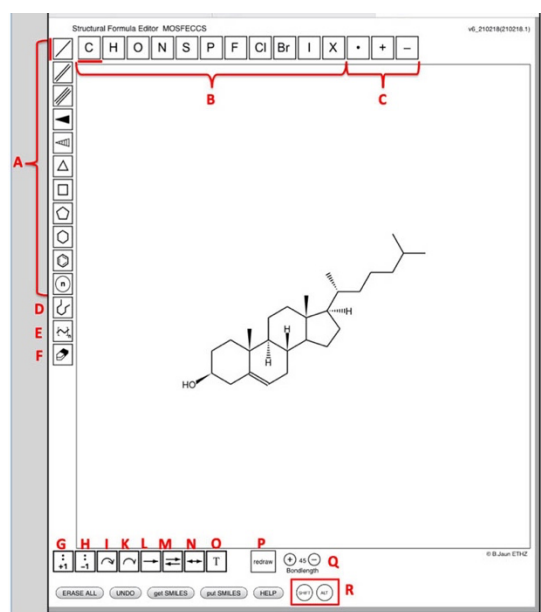 Structural Formula Editor MOSFECCS
v6_210218(210218.1)
C H O N S P F Cl Br I X • + −
B
C
A
n
D
E
F
H
H
H
HO
G H I K L M N O P
+1 −1 T redraw + 45 − Q
Bondlength
© B.Jaun ETHZ
ERASE ALL UNDO get SMILES put SMILES HELP SHIFT ALT R